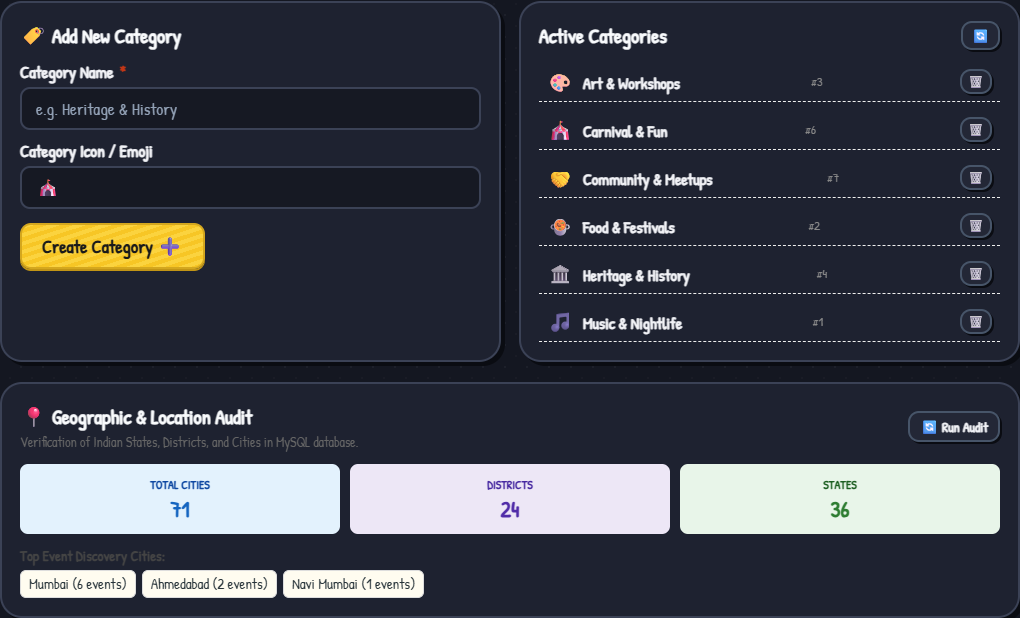 Add New Category
Category Name *
e.g. Heritage & History
Category Icon / Emoji
Create Category
Active Categories
Art & Workshops #3
Carnival & Fun #6
Community & Meetups #7
Food & Festivals #2
Heritage & History #4
Music & Nightlife #1
Geographic & Location Audit
Verification of Indian States, Districts, and Cities in MySQL database.
Run Audit
TOTAL CITIES
71
DISTRICTS
24
STATES
36
Top Event Discovery Cities:
Mumbai (6 events) Ahmedabad (2 events) Navi Mumbai (1 events)